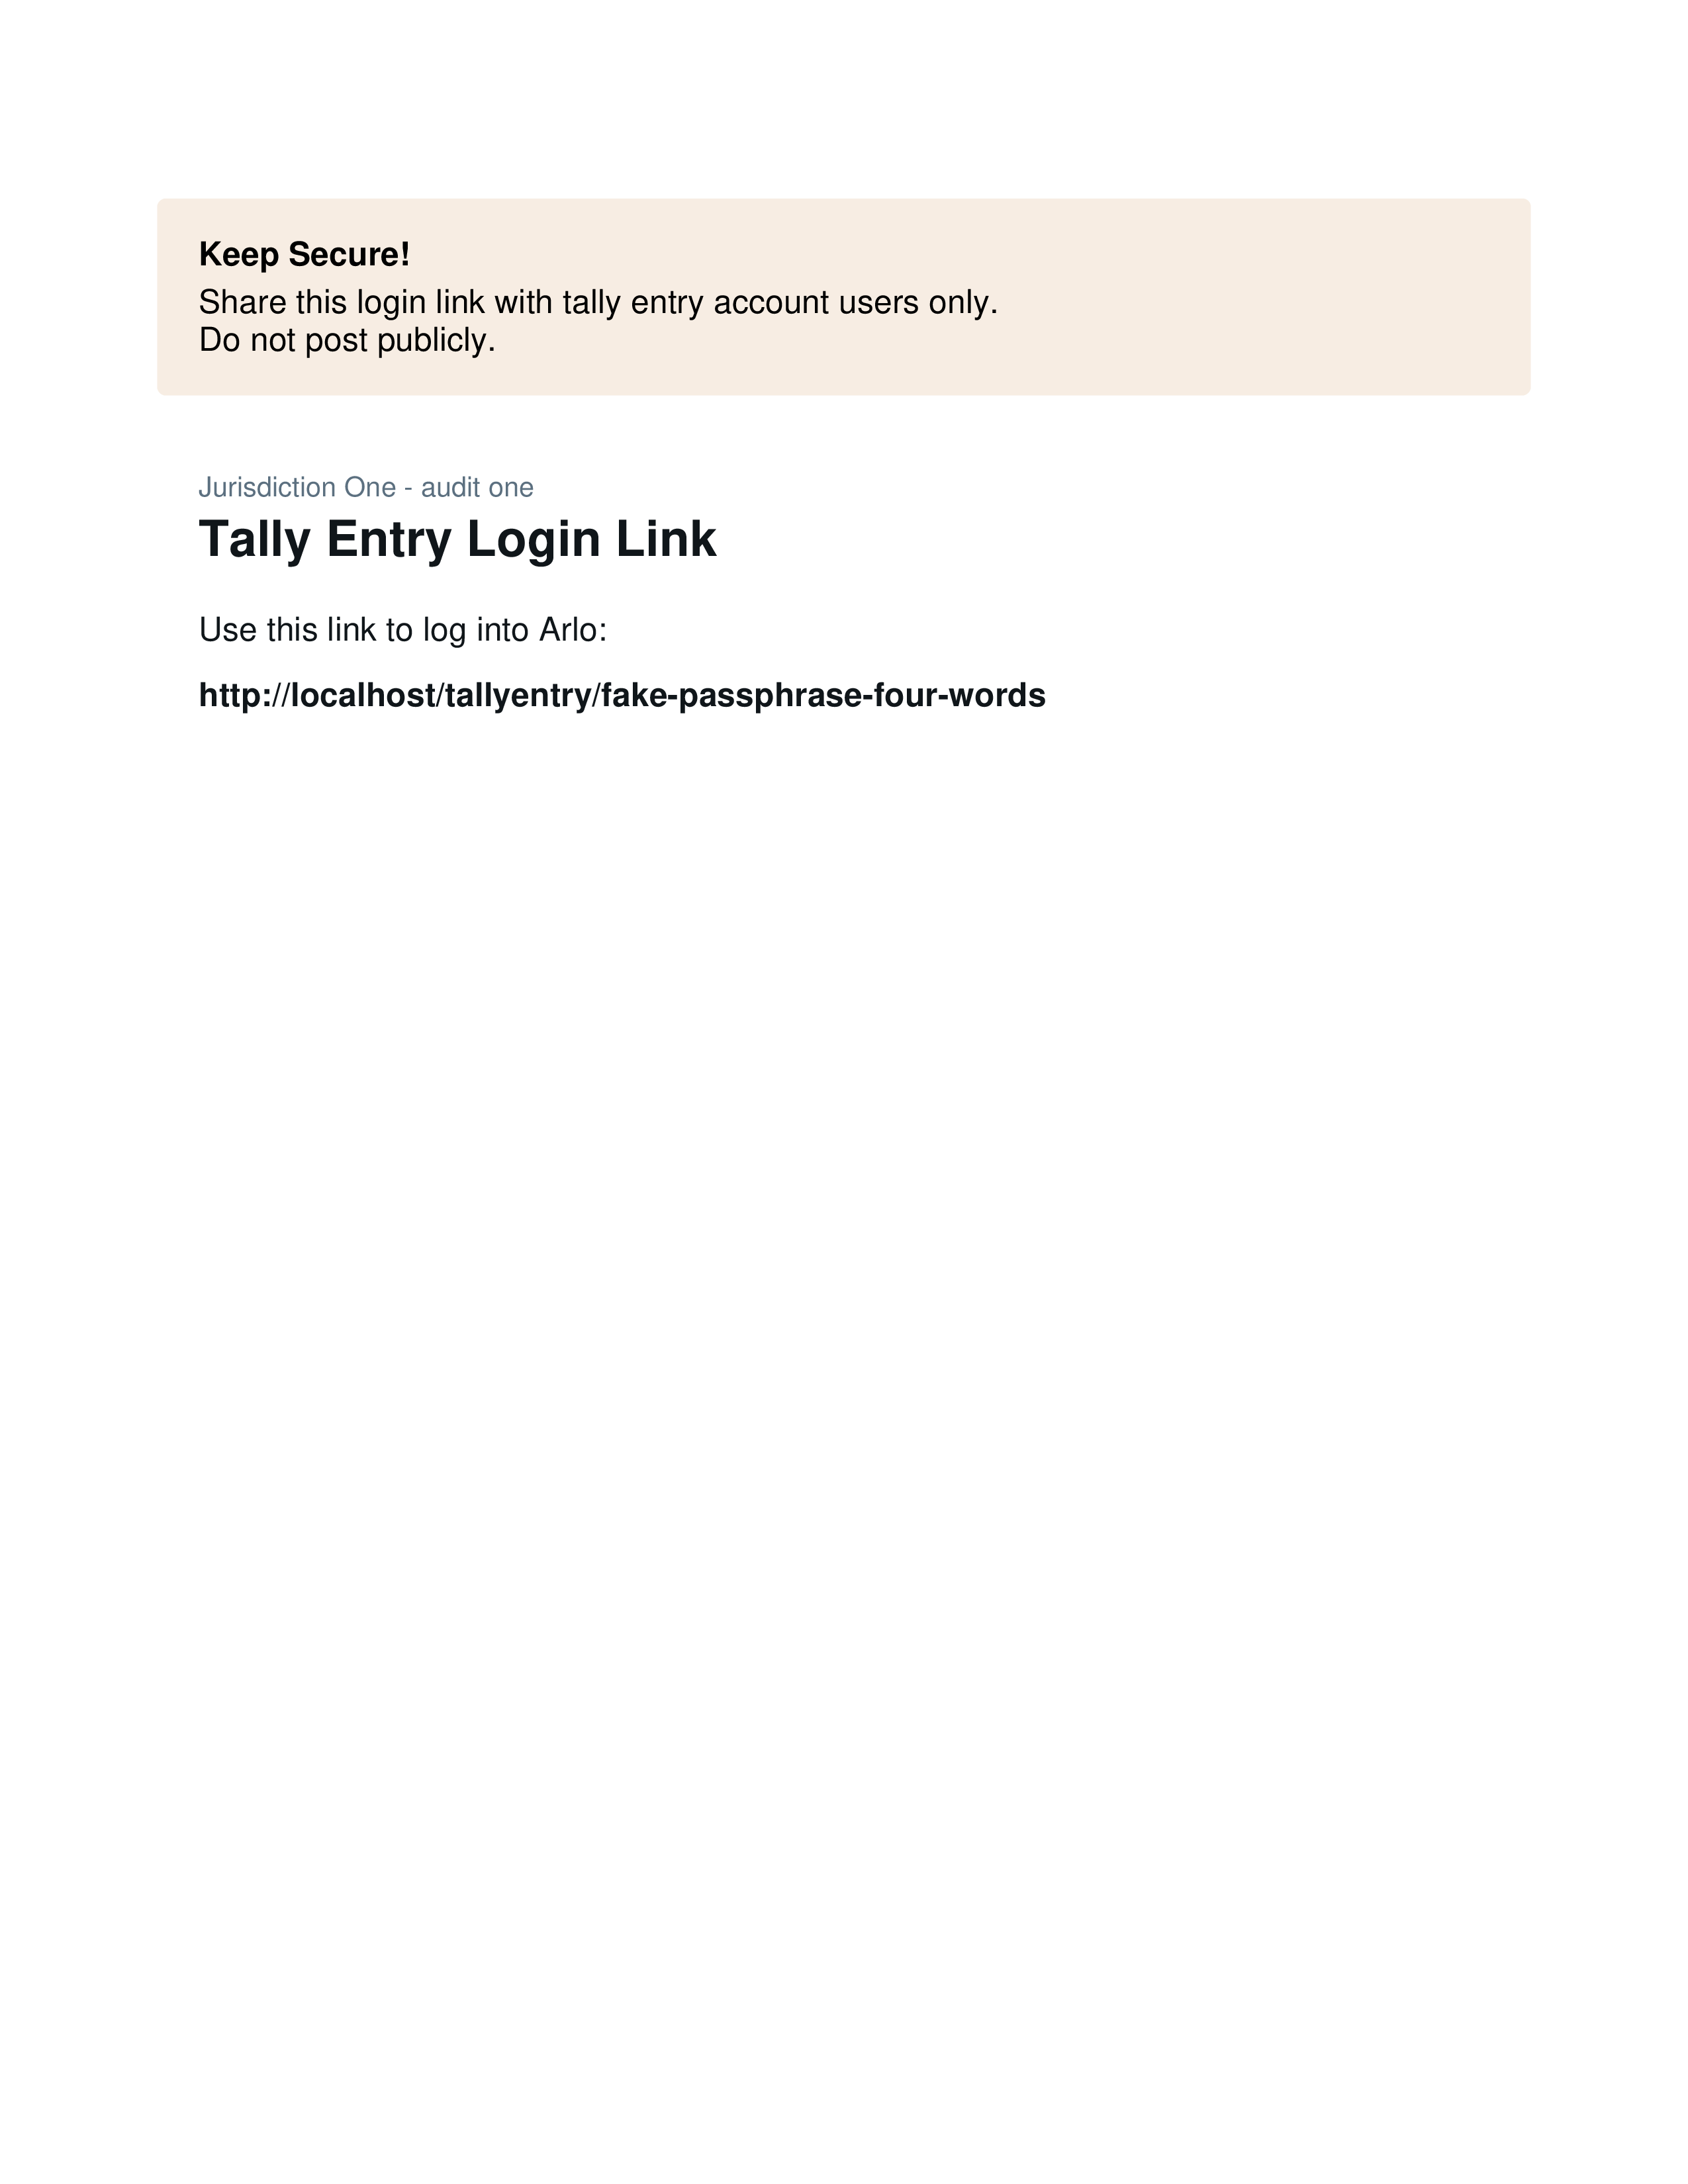 Keep Secure!
Share this login link with tally entry account users only.
Do not post publicly.
Jurisdiction One - audit one
Tally Entry Login Link
Use this link to log into Arlo:
http://localhost/tallyentry/fake-passphrase-four-words